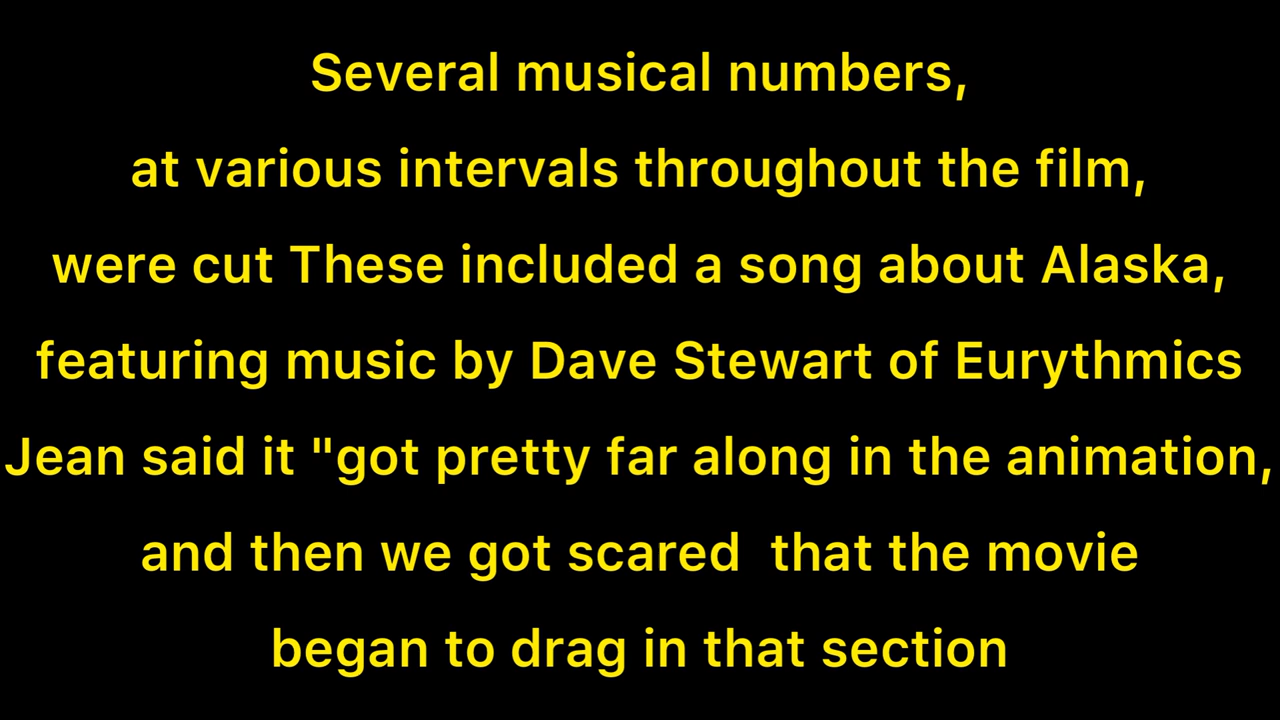 Several musical numbers,
at various intervals throughout the film,
were cut These included a song about Alaska,
featuring music by Dave Stewart of Eurythmics
Jean said it "got pretty far along in the animation,
and then we got scared  that the movie
began to drag in that section